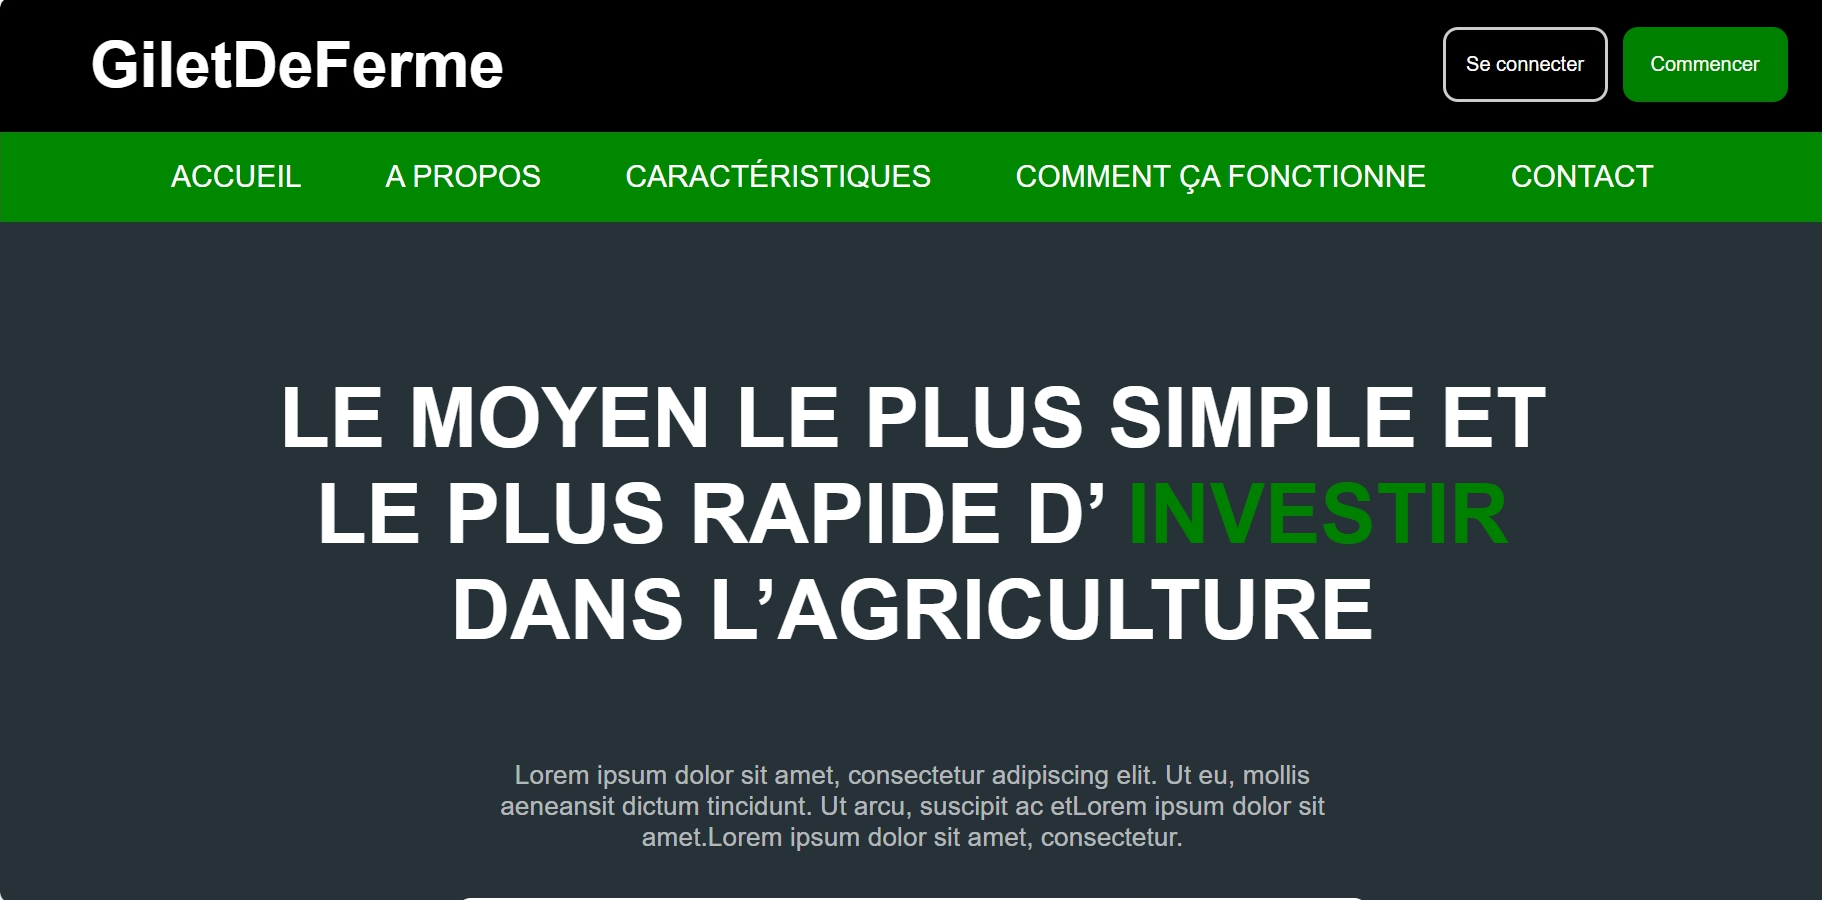 GiletDeFerme
Se connecter
Commencer
ACCUEIL
A PROPOS
CARACTÉRISTIQUES
COMMENT ÇA FONCTIONNE
CONTACT
LE MOYEN LE PLUS SIMPLE ET
LE PLUS RAPIDE D’ INVESTIR
DANS L’AGRICULTURE
Lorem ipsum dolor sit amet, consectetur adipiscing elit. Ut eu, mollis
aeneansit dictum tincidunt. Ut arcu, suscipit ac etLorem ipsum dolor sit
amet.Lorem ipsum dolor sit amet, consectetur.